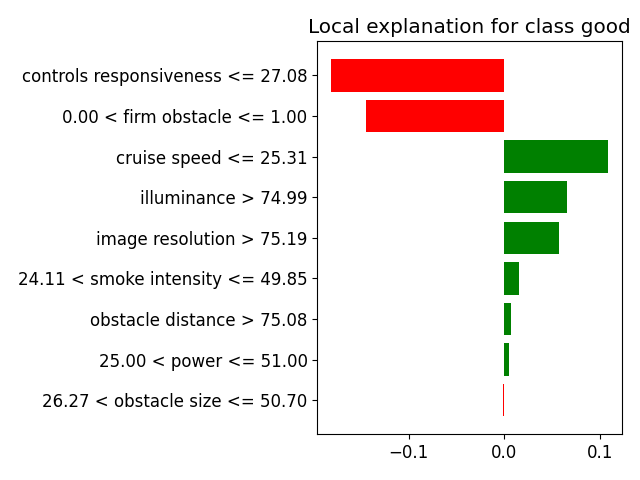 Local explanation for class good
controls responsiveness <= 27.08
0.00 < firm obstacle <= 1.00
cruise speed <= 25.31
illuminance > 74.99
image resolution > 75.19
24.11 < smoke intensity <= 49.85
obstacle distance > 75.08
25.00 < power <= 51.00
26.27 < obstacle size <= 50.70
−0.1 0.0 0.1